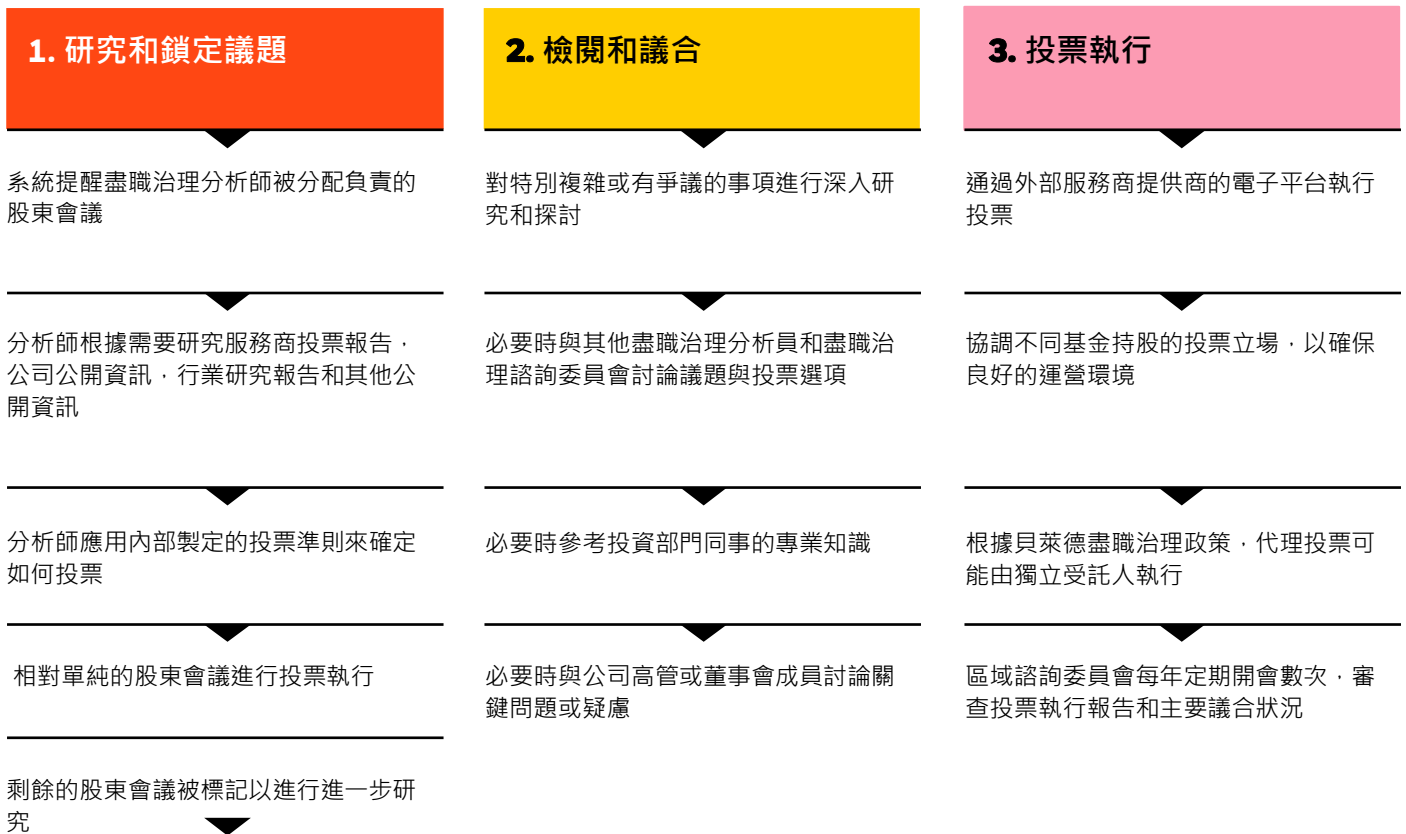 1. 研究和鎖定議題
系統提醒盡職治理分析師被分配負責的
股東會議
分析師根據需要研究服務商投票報告，
公司公開資訊，行業研究報告和其他公
開資訊
分析師應用內部製定的投票準則來確定
如何投票
相對單純的股東會議進行投票執行
剩餘的股東會議被標記以進行進一步研
究
2. 檢閱和議合
對特別複雜或有爭議的事項進行深入研
究和探討
必要時與其他盡職治理分析員和盡職治
理諮詢委員會討論議題與投票選項
必要時參考投資部門同事的專業知識
必要時與公司高管或董事會成員討論關
鍵問題或疑慮
3. 投票執行
通過外部服務商提供商的電子平台執行
投票
協調不同基金持股的投票立場，以確保
良好的運營環境
根據貝萊德盡職治理政策，代理投票可
能由獨立受託人執行
區域諮詢委員會每年定期開會數次，審
查投票執行報告和主要議合狀況